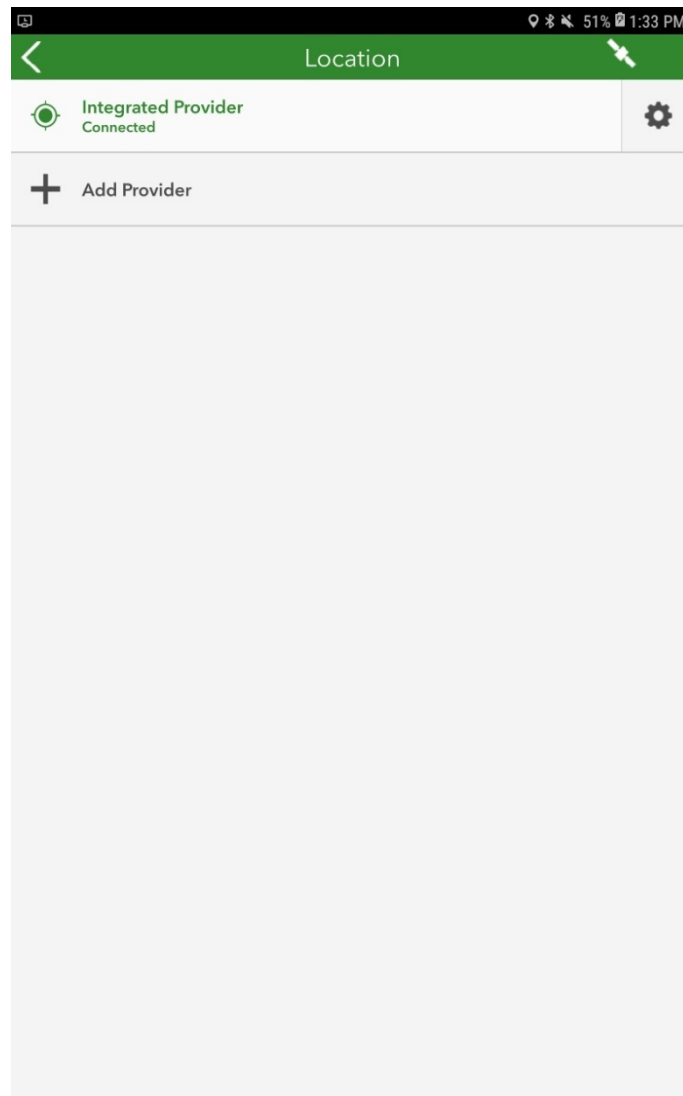 51% 1:33 PM
Location
Integrated Provider
Connected
Add Provider